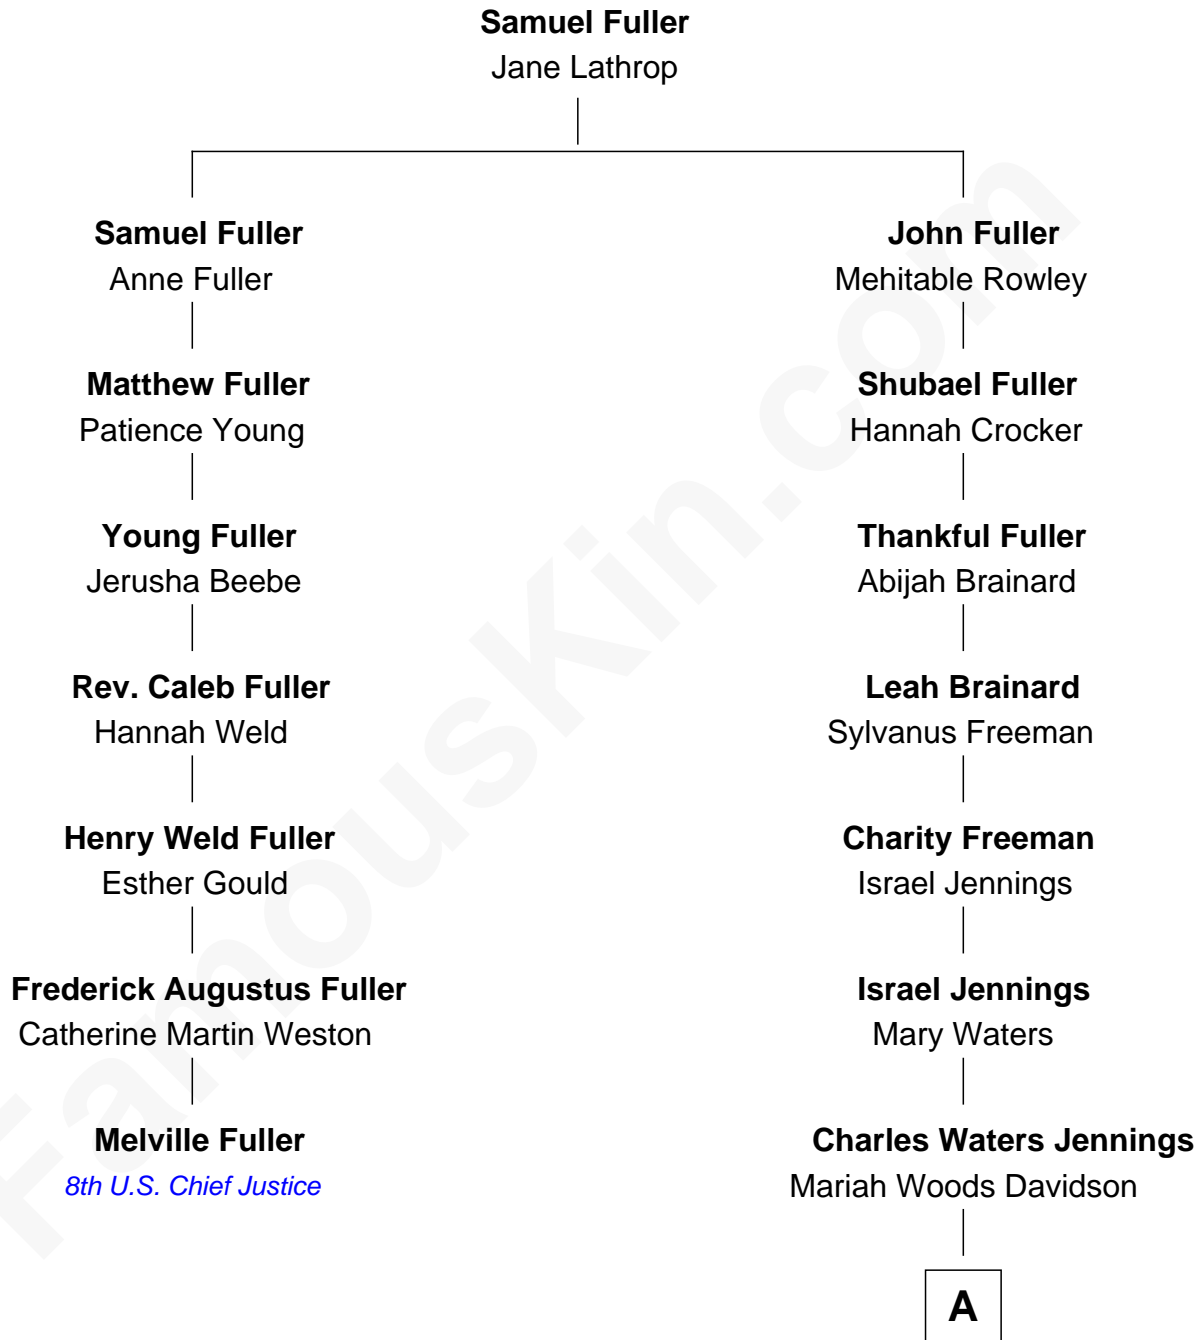 Samuel Fuller
Jane Lathrop
Samuel Fuller
Anne Fuller
John Fuller
Mehitable Rowley
Matthew Fuller
Patience Young
Shubael Fuller
Hannah Crocker
Young Fuller
Jerusha Beebe
Thankful Fuller
Abijah Brainard
Rev. Caleb Fuller
Hannah Weld
Leah Brainard
Sylvanus Freeman
Henry Weld Fuller
Esther Gould
Charity Freeman
Israel Jennings
Frederick Augustus Fuller
Catherine Martin Weston
Israel Jennings
Mary Waters
Melville Fuller
8th U.S. Chief Justice
Charles Waters Jennings
Mariah Woods Davidson
A
FamousKin.com